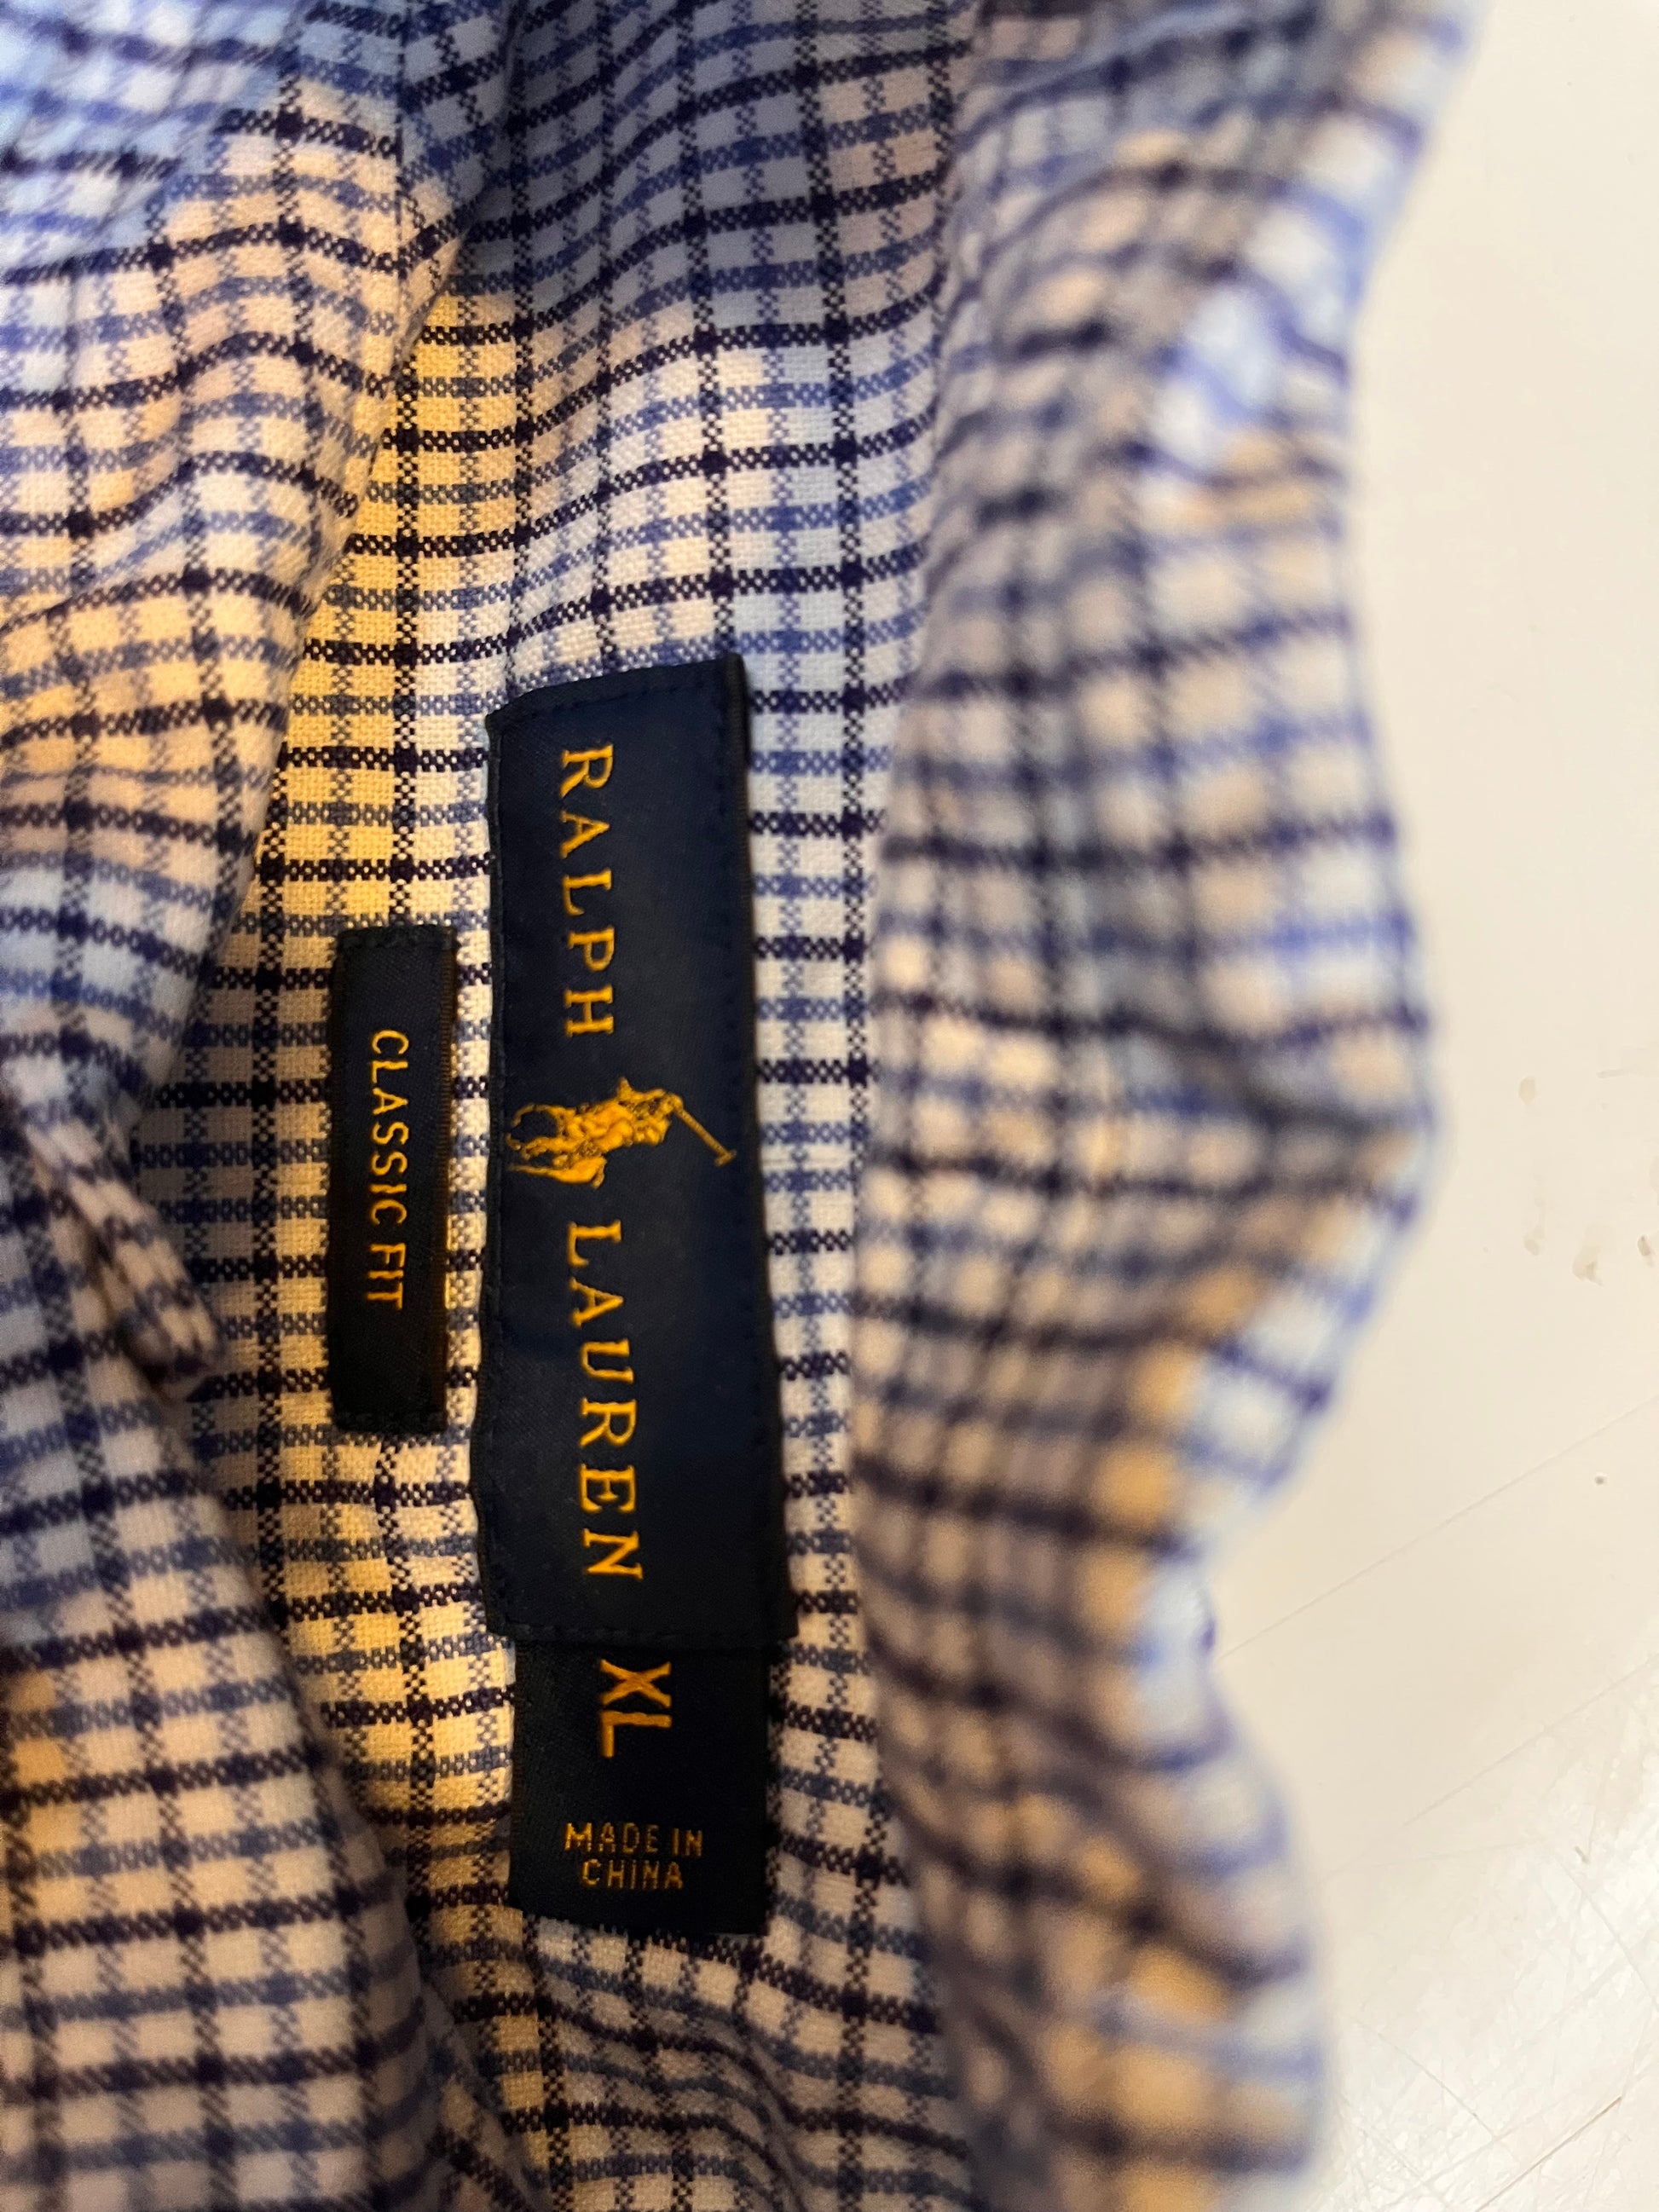 RALPH LAUREN
XL
MADE IN
CHINA
CLASSIC FIT